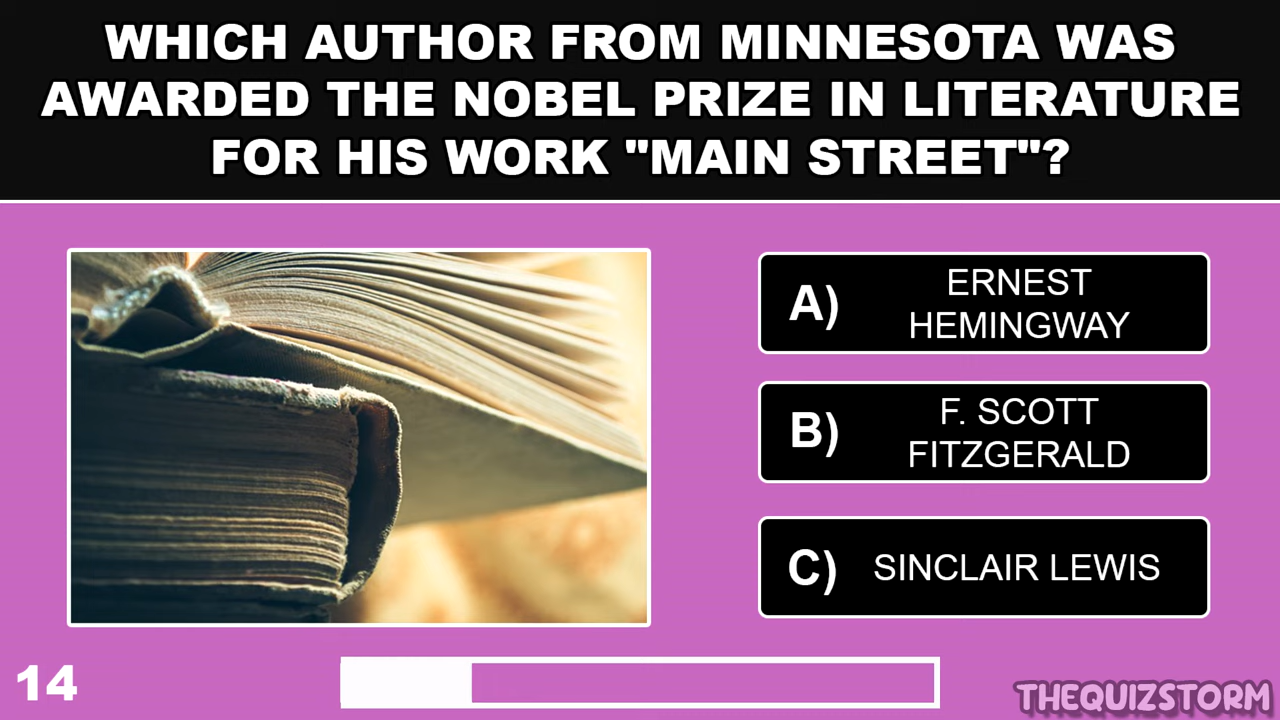 WHICH AUTHOR FROM MINNESOTA WAS
AWARDED THE NOBEL PRIZE IN LITERATURE
FOR HIS WORK "MAIN STREET"?
A) ERNEST
HEMINGWAY
B) F. SCOTT
FITZGERALD
C) SINCLAIR LEWIS
14
THEQUIZSTORM